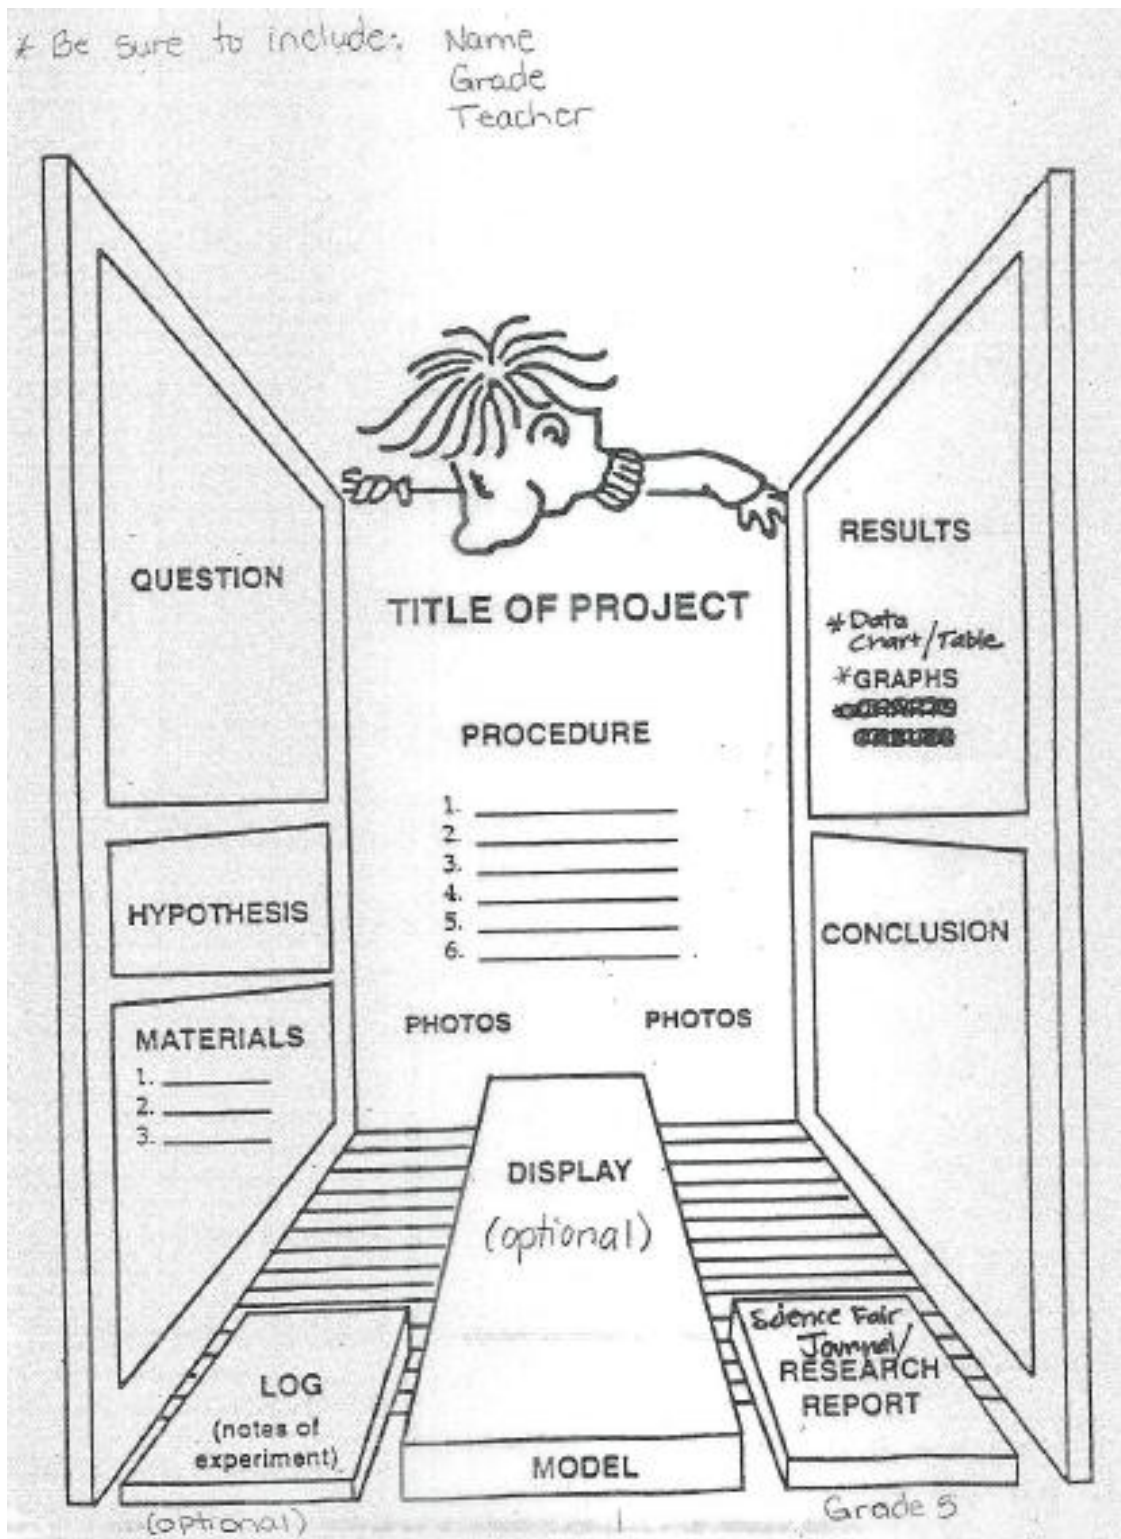 * Be sure to include: Name
Grade
Teacher
QUESTION
HYPOTHESIS
MATERIALS
1.
2.
3.
TITLE OF PROJECT
PROCEDURE
1.
2.
3.
4.
5.
6.
PHOTOS
PHOTOS
RESULTS
* Data
Chart/Table
* GRAPHS
CONCLUSION
DISPLAY
(optional)
MODEL
LOG
(notes of
experiment)
(optional)
Science Fair
Journal/
RESEARCH
REPORT
Grade 5